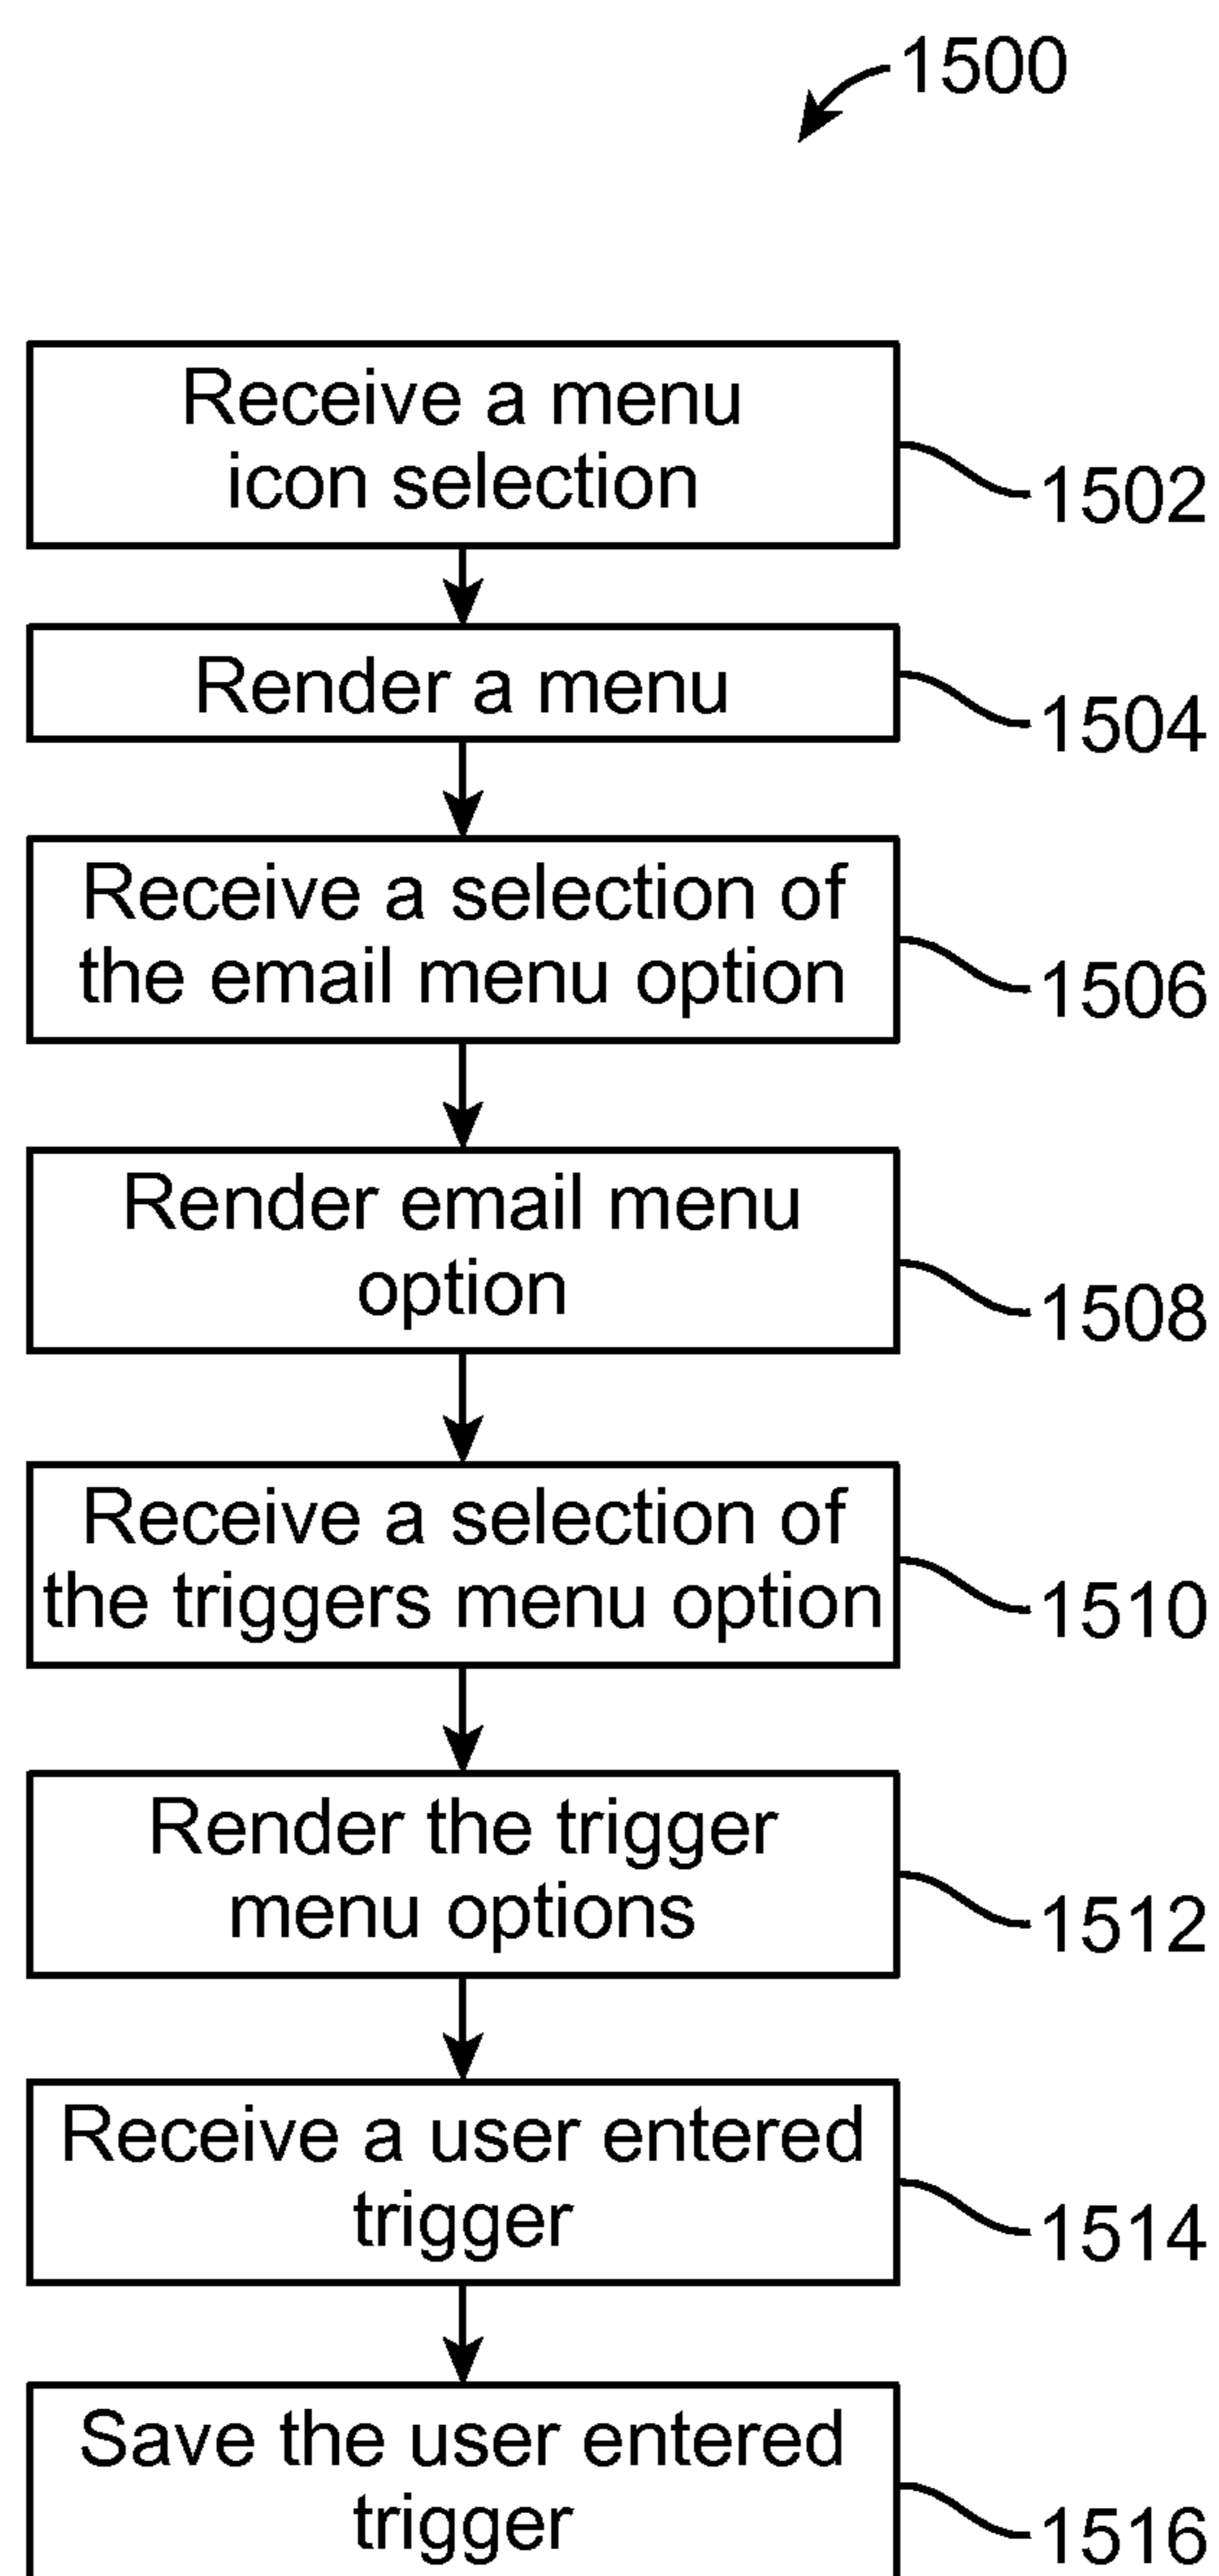 1500
Receive a menu
icon selection
1502
Render a menu
1504
Receive a selection of
the email menu option
1506
Render email menu
option
1508
Receive a selection of
the triggers menu option
1510
Render the trigger
menu options
1512
Receive a user entered
trigger
1514
Save the user entered
trigger
1516